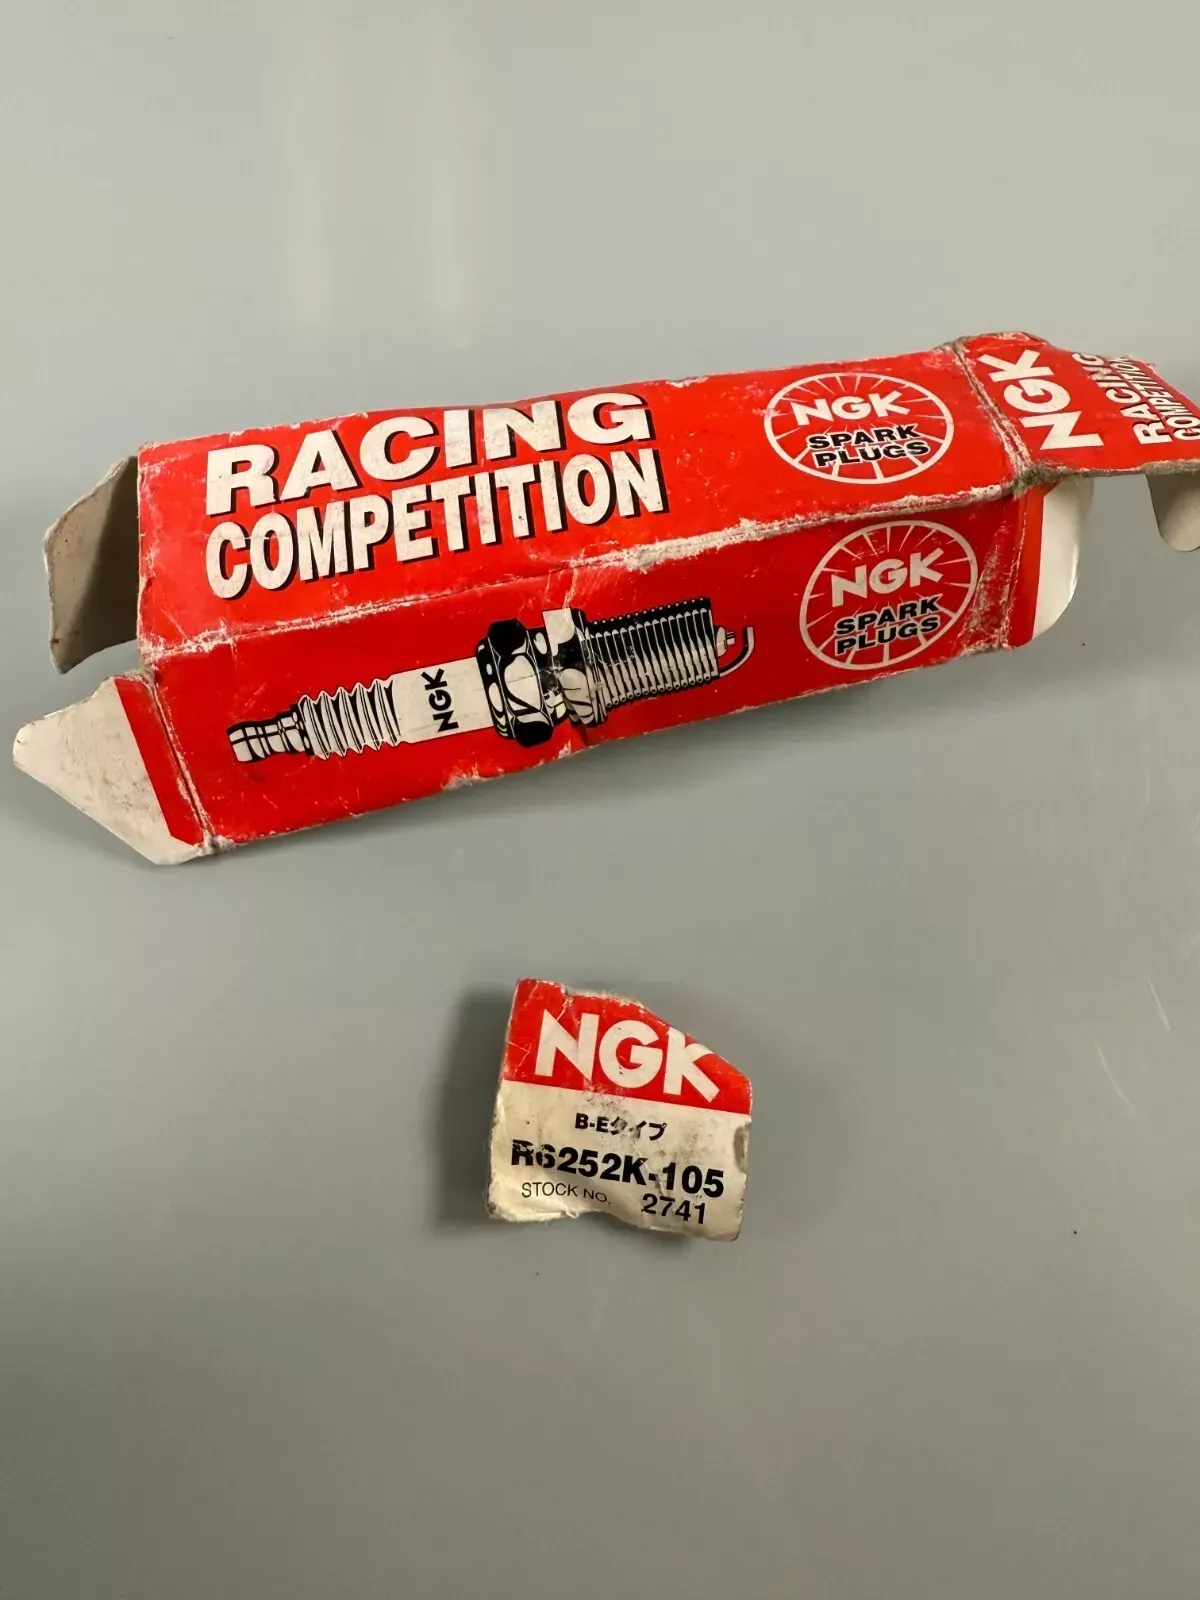 RACING
COMPETITION
NGK
SPARK
PLUGS
NGK
RACING
COMPETITION
NGK
NGK
SPARK
PLUGS
NGK
B-Eタイプ
R6252K-105
STOCK NO. 2741